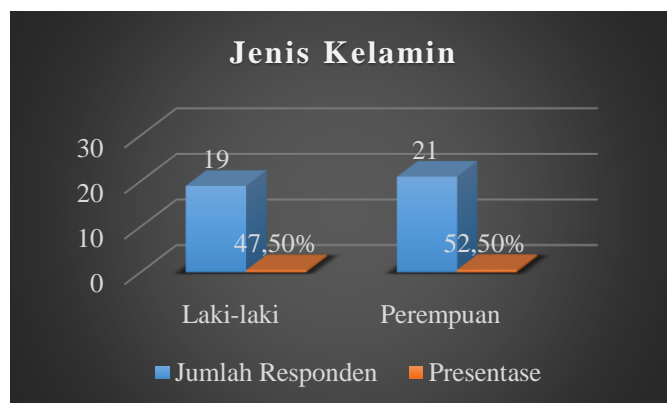 Jenis Kelamin
30
20
10
0
19
21
47,50%
52,50%
Laki-laki
Perempuan
Jumlah Responden
Presentase